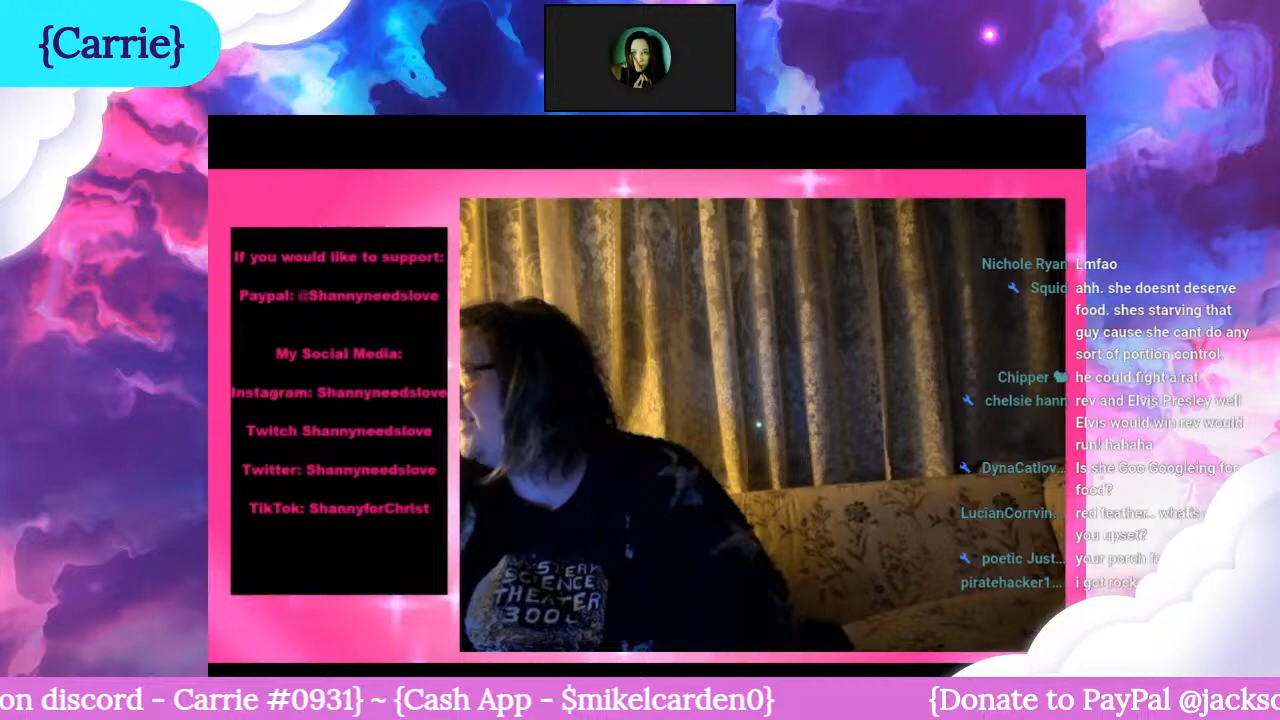 {Carrie}
If you would like to support:
Paypal: @Shannyneedslove
My Social Media:
Instagram: Shannyneedslove
Twitch Shannyneedslove
Twitter: Shannyneedslove
TikTok: ShannyforChrist
MYSTERY
SCIENCE
THEATER
3000
Nichole Ryan Lmfao
Squid ahh. she doesnt deserve
food. shes starving that
guy cause she cant do any
sort of portion control.
Chipper he could fight a rat
chelsie hann rev and Elvis Presley well
Elvis would win rev would
run! hahaha
DynaCatlov... Is she Goo Googleing for
food?
LucianCorrvin... red feather.. what's
you upset?
poetic Just... your porch
piratehacker1... i got rock
on discord - Carrie #0931} ~ {Cash App - $mikelcarden0} {Donate to PayPal @jackso